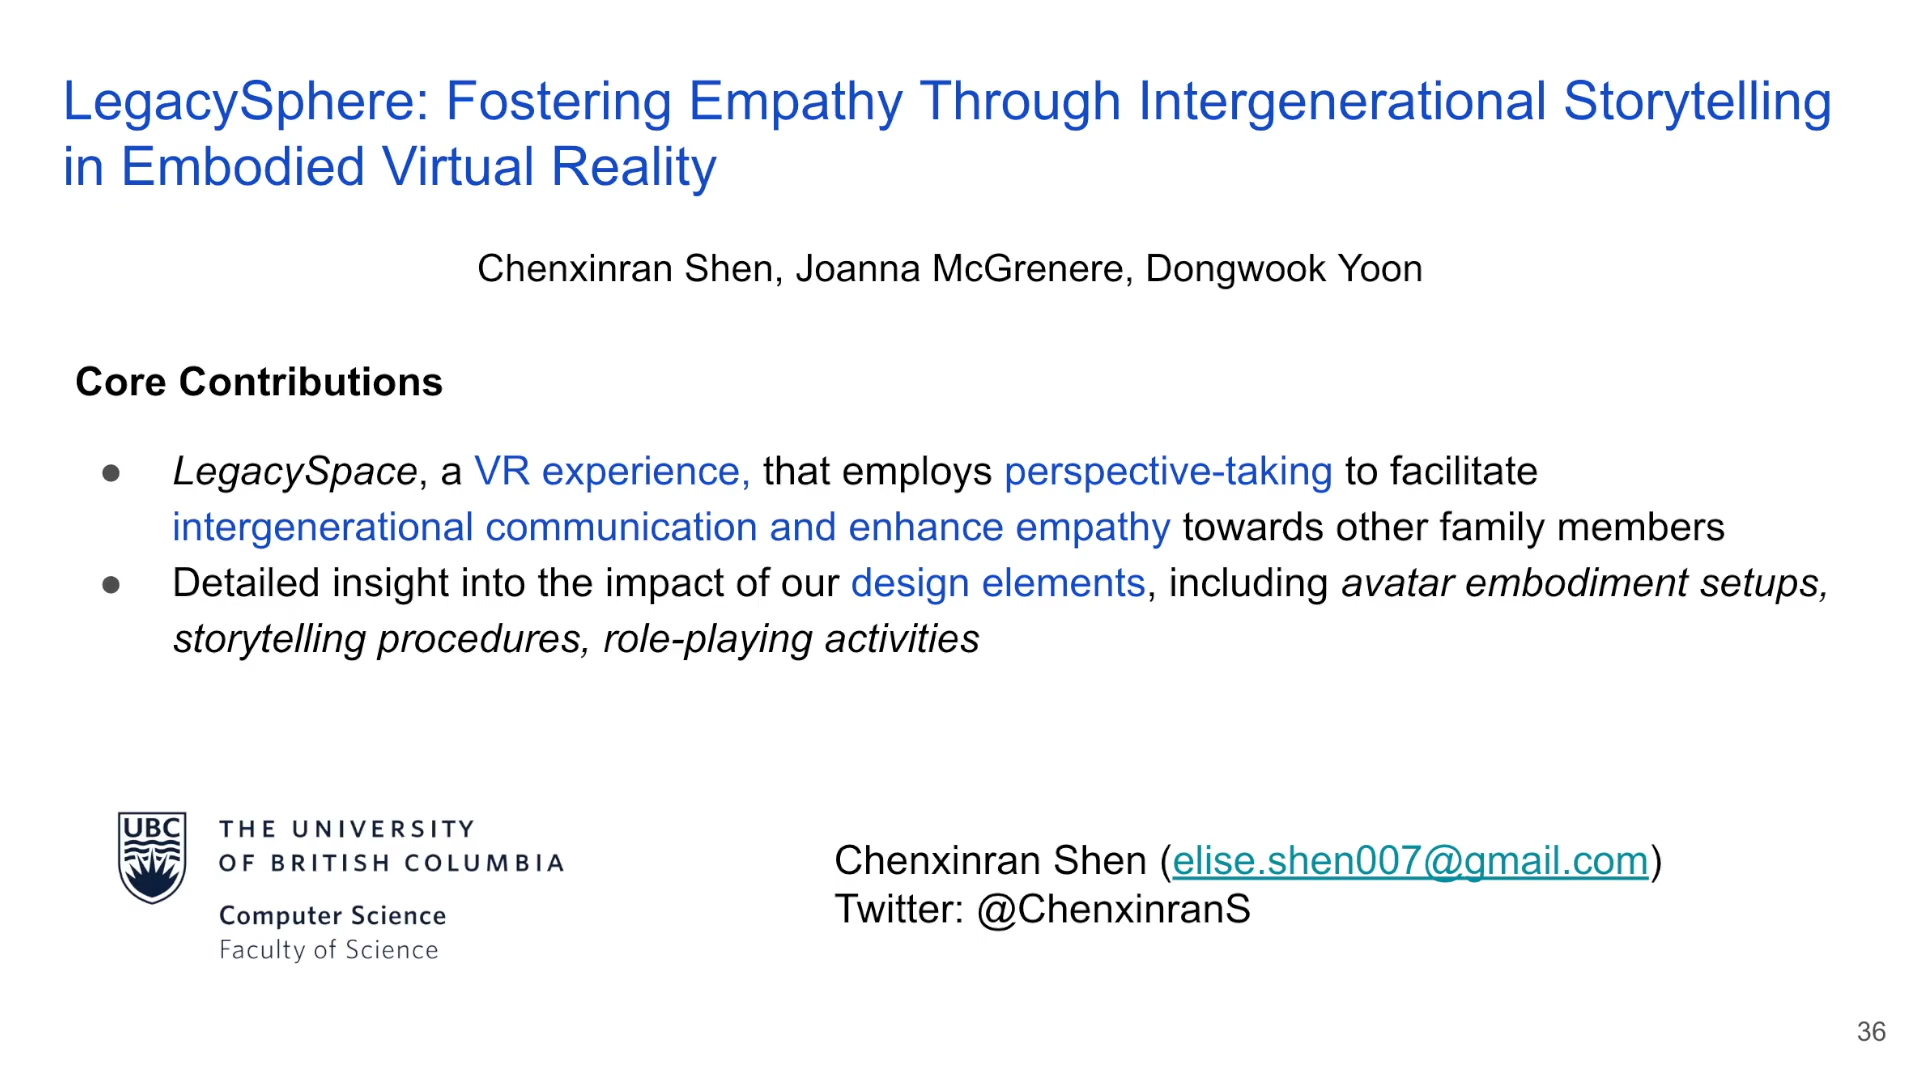 LegacySphere: Fostering Empathy Through Intergenerational Storytelling
in Embodied Virtual Reality
Chenxinran Shen, Joanna McGrenere, Dongwook Yoon
Core Contributions
● LegacySpace, a VR experience, that employs perspective-taking to facilitate
intergenerational communication and enhance empathy towards other family members
● Detailed insight into the impact of our design elements, including avatar embodiment setups,
storytelling procedures, role-playing activities
UBC
THE UNIVERSITY
OF BRITISH COLUMBIA
Computer Science
Faculty of Science
Chenxinran Shen (elise.shen007@gmail.com)
Twitter: @ChenxinranS
36